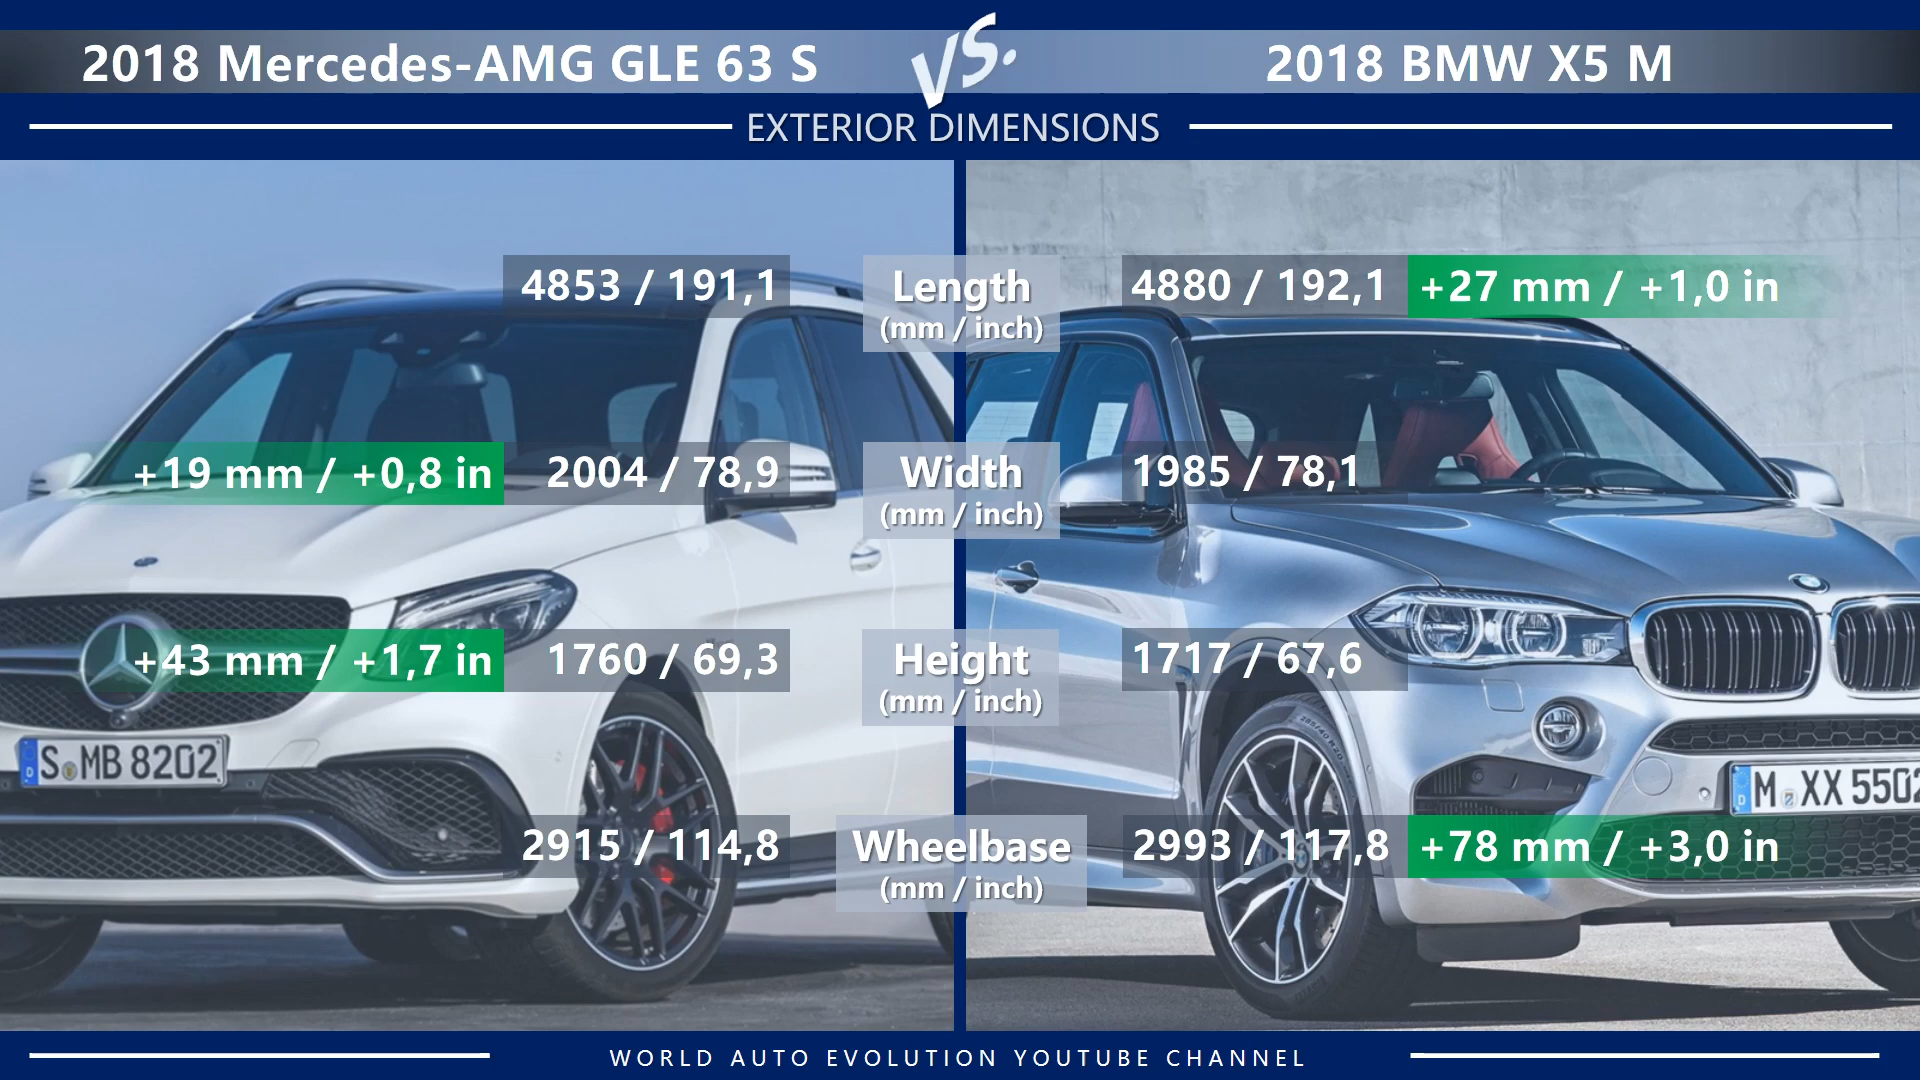 2018 Mercedes-AMG GLE 63 S VS. 2018 BMW X5 M
EXTERIOR DIMENSIONS
4853 / 191,1 Length 4880 / 192,1 +27 mm / +1,0 in
(mm / inch)
+19 mm / +0,8 in 2004 / 78,9 Width 1985 / 78,1
(mm / inch)
+43 mm / +1,7 in 1760 / 69,3 Height 1717 / 67,6
(mm / inch)
S MB 8202
M XX 5502
2915 / 114,8 Wheelbase 2993 / 117,8 +78 mm / +3,0 in
(mm / inch)
WORLD AUTO EVOLUTION YOUTUBE CHANNEL